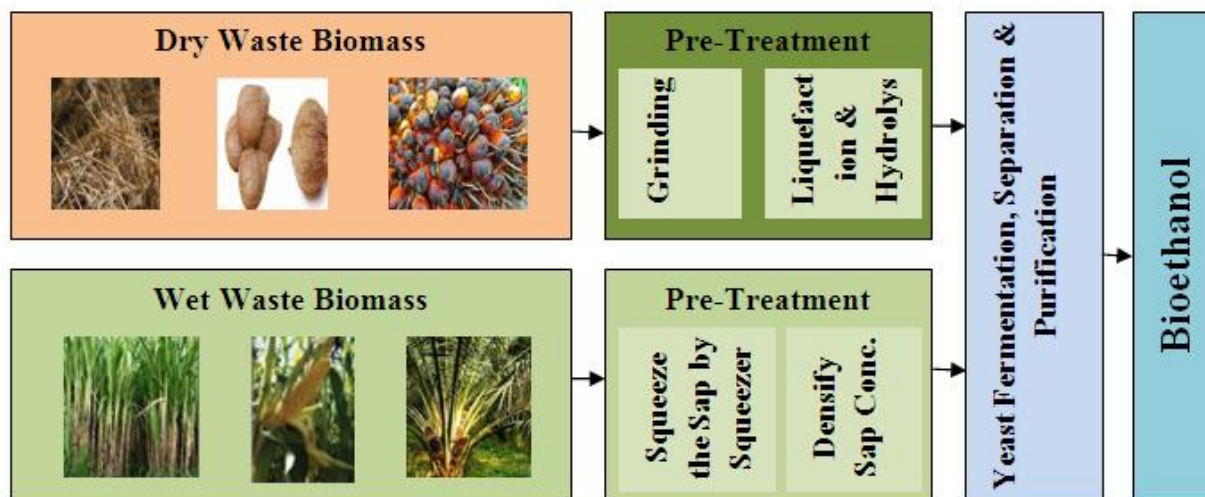 Dry Waste Biomass
Pre-Treatment
Grinding
Liquefact
ion &
Hydrolys
Wet Waste Biomass
Pre-Treatment
Squeeze
the Sap by
Squeezer
Densify
Sap Conc.
Yeast Fermentation, Separation &
Purification
Bioethanol